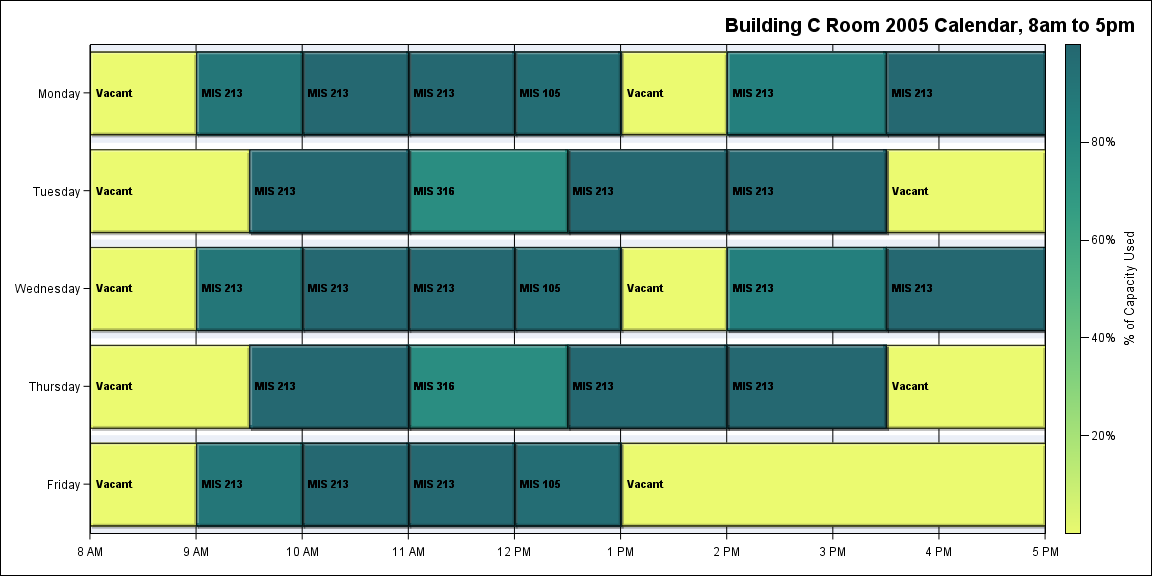 Building C Room 2005 Calendar, 8am to 5pm
Monday
Vacant
MIS 213
MIS 213
MIS 213
MIS 105
Vacant
MIS 213
MIS 213
Tuesday
Vacant
MIS 213
MIS 316
MIS 213
MIS 213
Vacant
Wednesday
Vacant
MIS 213
MIS 213
MIS 213
MIS 105
Vacant
MIS 213
MIS 213
Thursday
Vacant
MIS 213
MIS 316
MIS 213
MIS 213
Vacant
Friday
Vacant
MIS 213
MIS 213
MIS 213
MIS 105
Vacant
8 AM
9 AM
10 AM
11 AM
12 PM
1 PM
2 PM
3 PM
4 PM
5 PM
80%
60%
40%
20%
% of Capacity Used